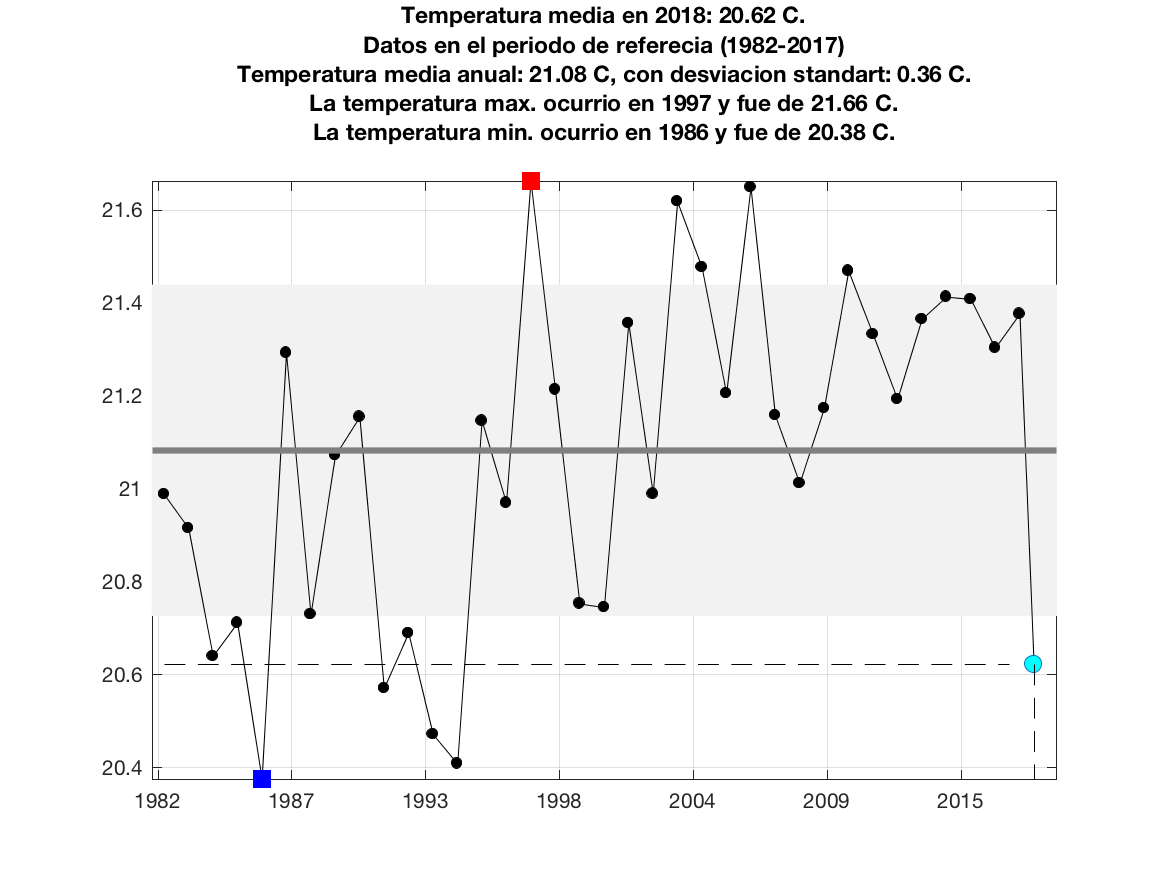 Temperatura media en 2018: 20.62 C.
Datos en el periodo de referecia (1982-2017)
Temperatura media anual: 21.08 C, con desviacion standart: 0.36 C.
La temperatura max. ocurrio en 1997 y fue de 21.66 C.
La temperatura min. ocurrio en 1986 y fue de 20.38 C.
21.6
21.4
21.2
21
20.8
20.6
20.4
1982 1987 1993 1998 2004 2009 2015